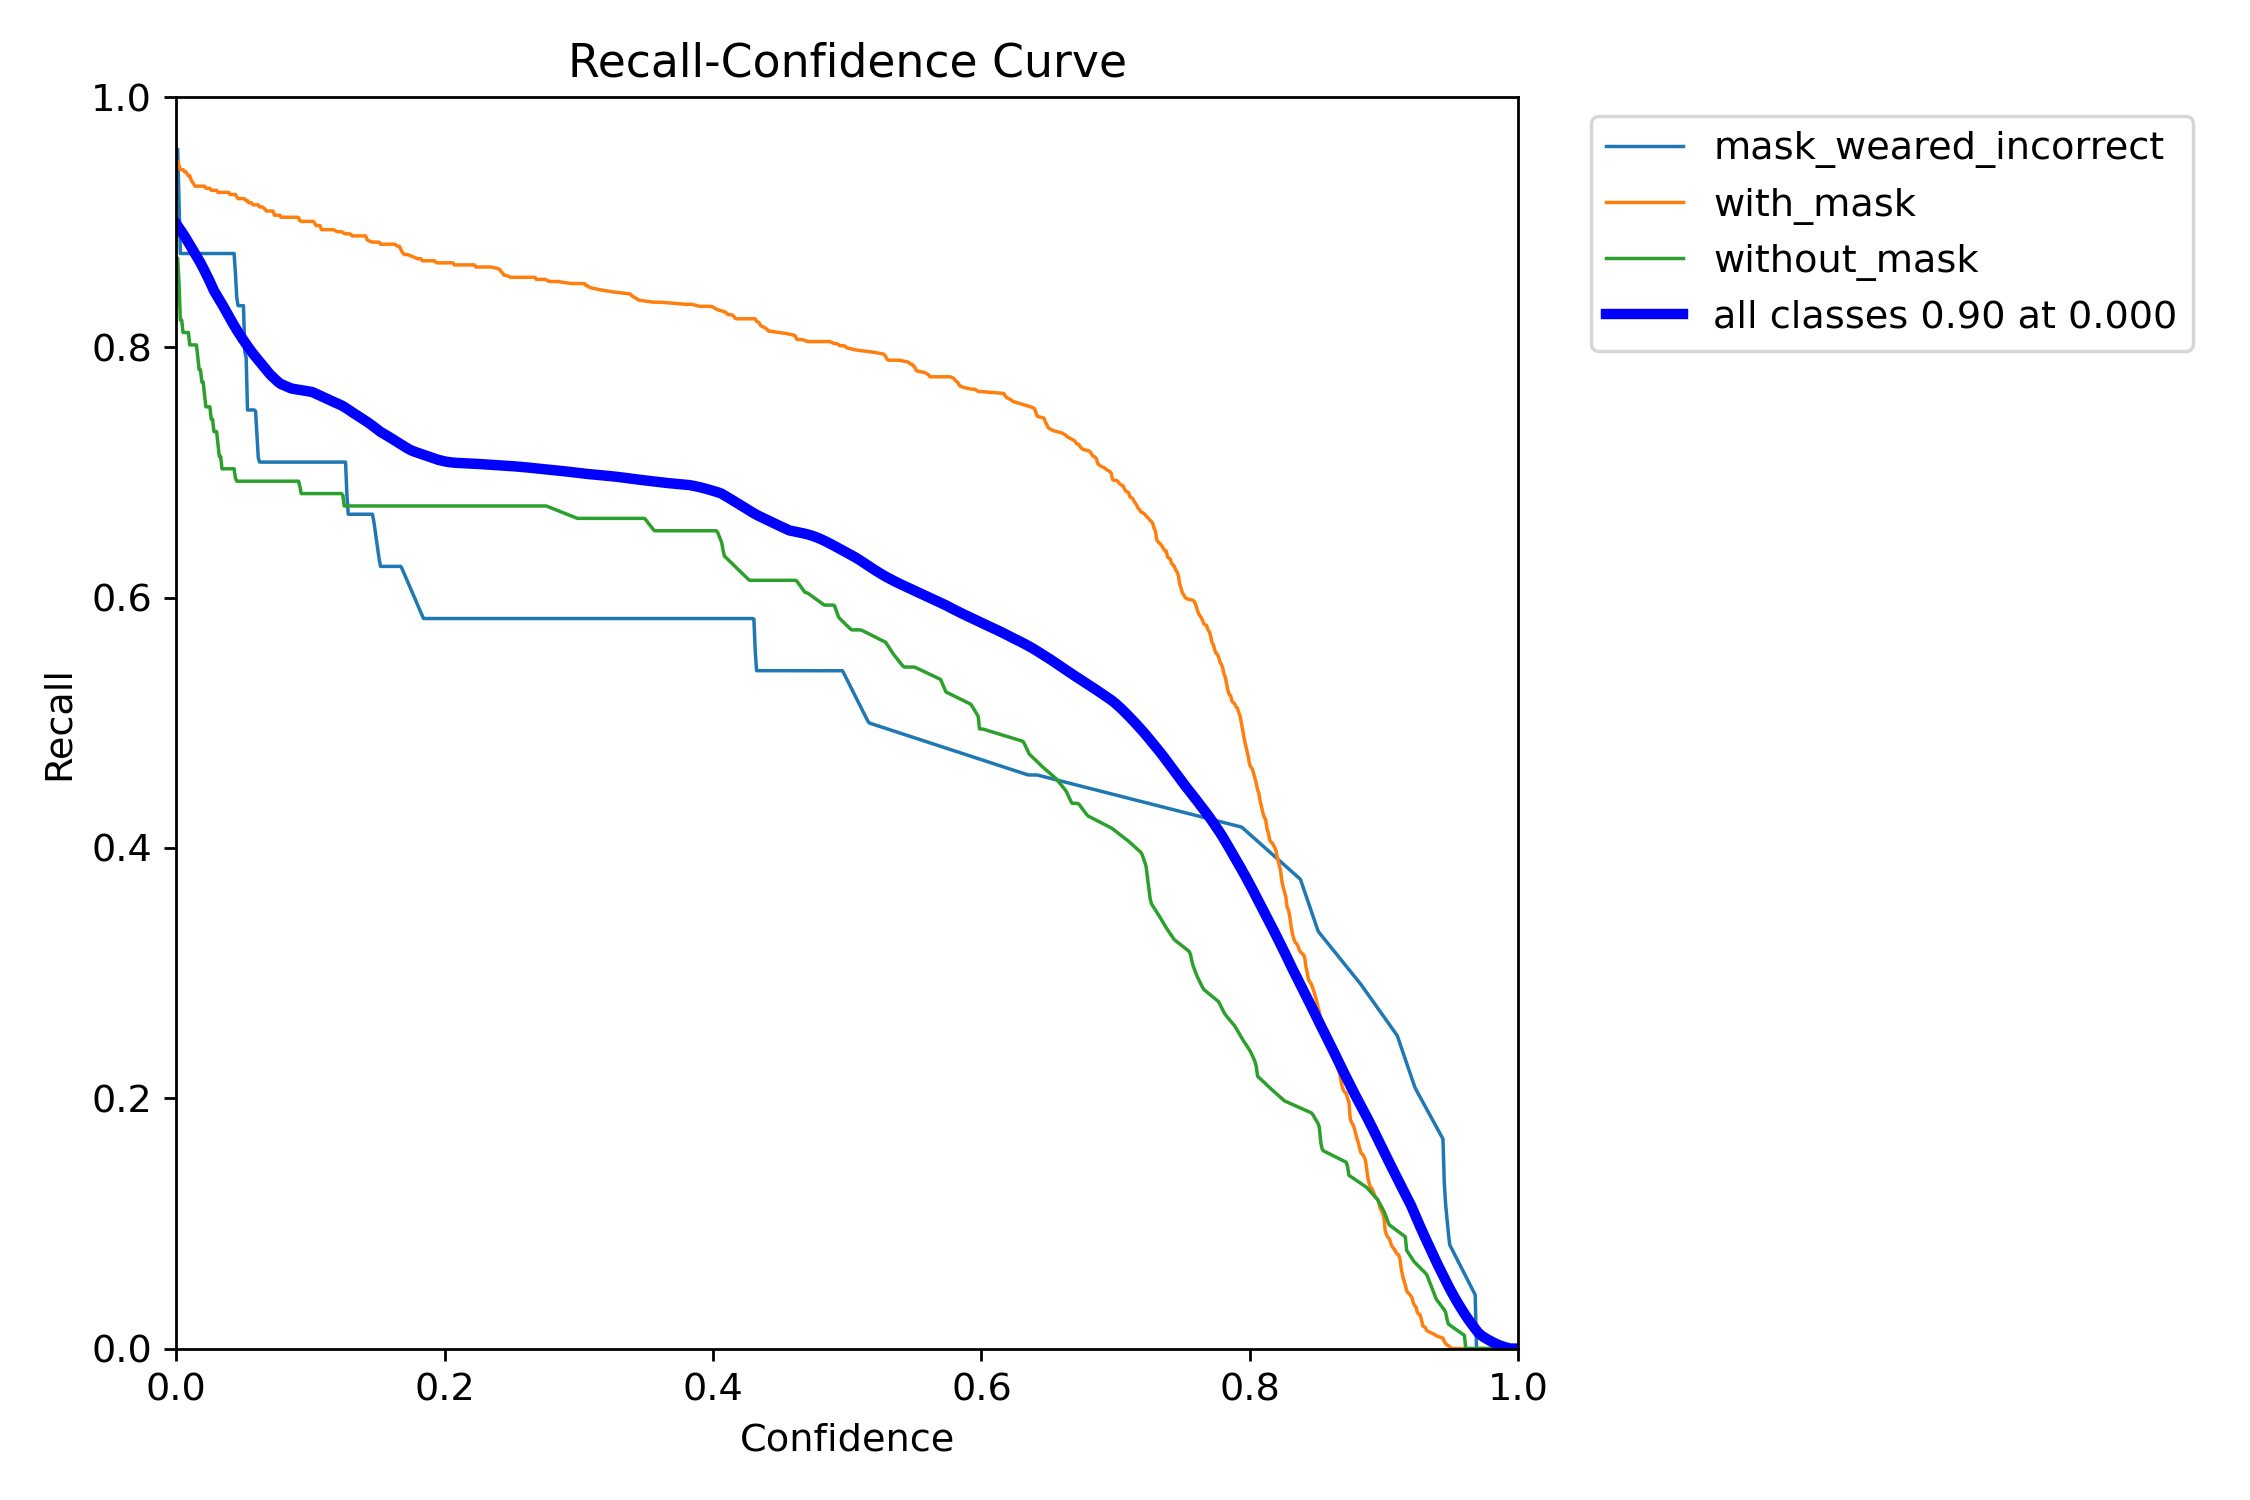 Recall-Confidence Curve
1.0
0.8
0.6
0.4
0.2
0.0
Recall
0.0 0.2 0.4 0.6 0.8 1.0
Confidence
mask_weared_incorrect
with_mask
without_mask
all classes 0.90 at 0.000